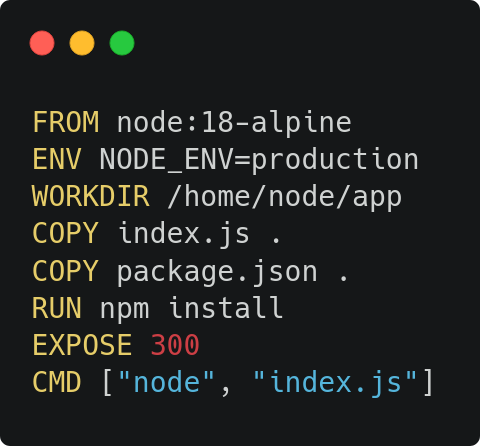 FROM node:18-alpine
ENV NODE_ENV=production
WORKDIR /home/node/app
COPY index.js .
COPY package.json .
RUN npm install
EXPOSE 300
CMD ["node", "index.js"]